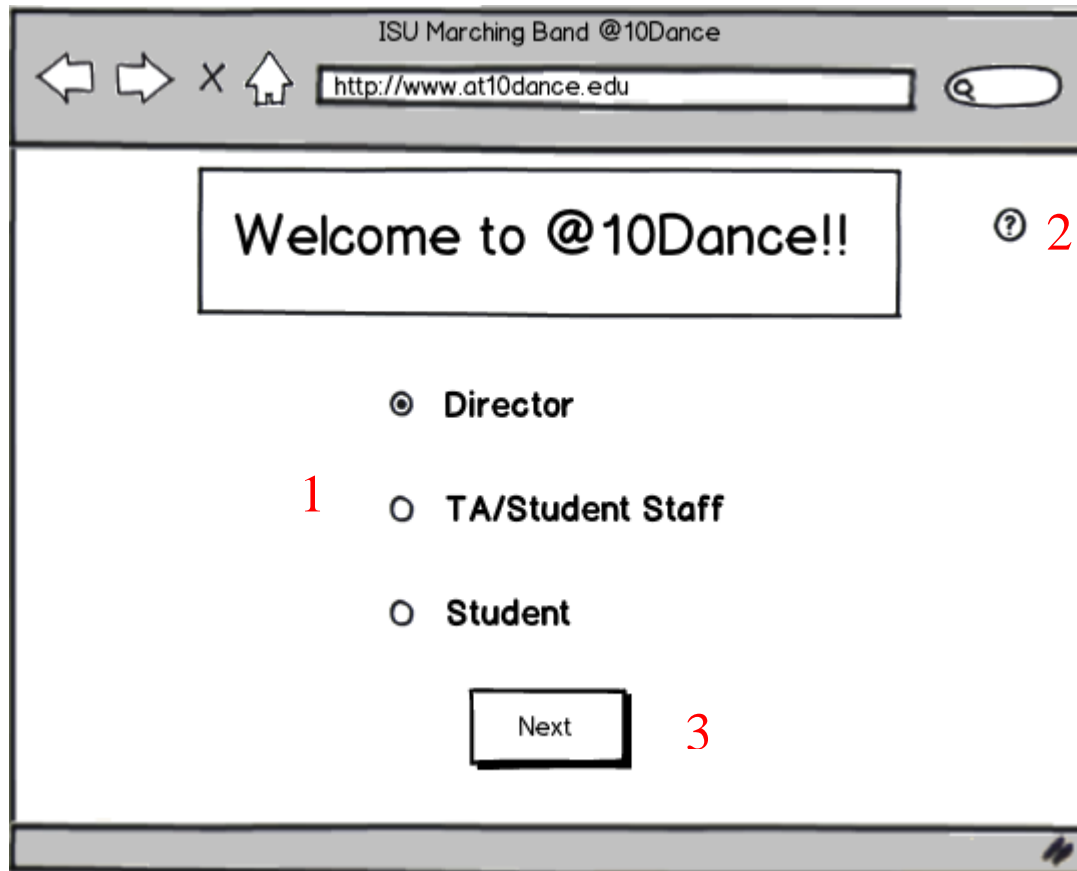 ISU Marching Band @10Dance
http://www.at10dance.edu
Welcome to @10Dance!!
? 2
Director
1
TA/Student Staff
Student
Next
3